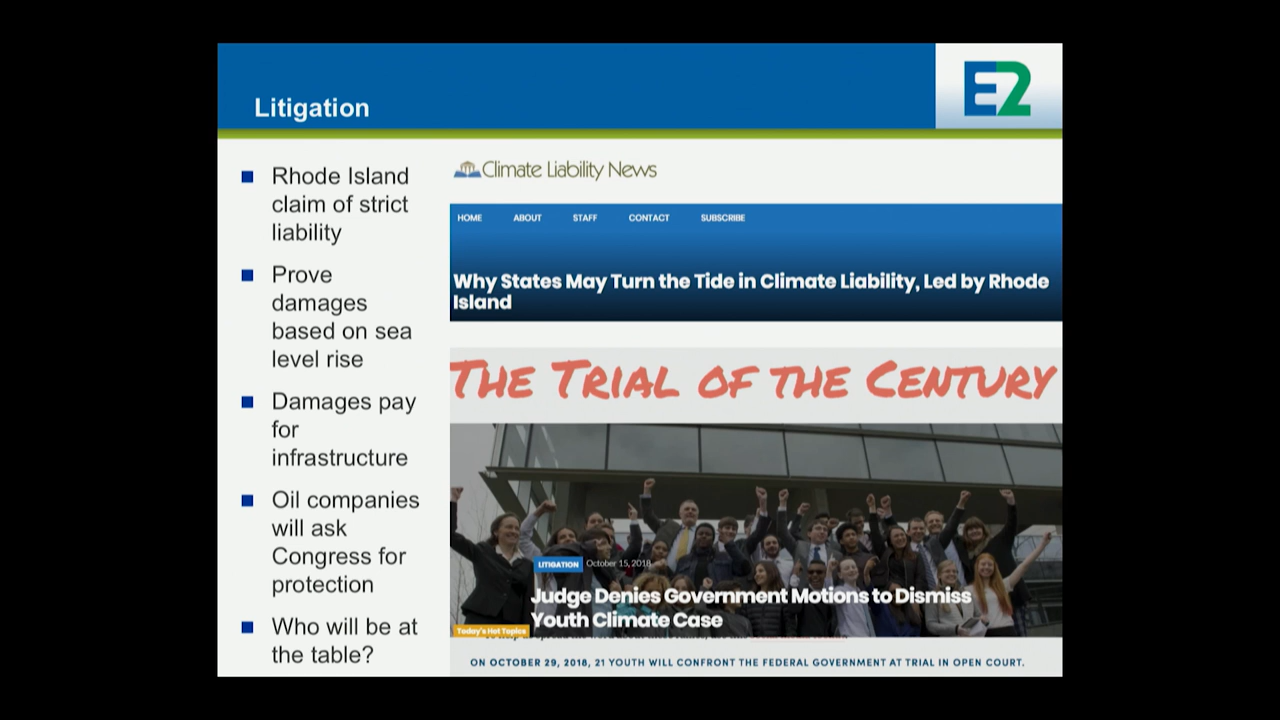 Litigation
E2
Rhode Island
claim of strict
liability
Prove
damages
based on sea
level rise
Damages pay
for
infrastructure
Oil companies
will ask
Congress for
protection
Who will be at
the table?
Climate Liability News
HOME ABOUT STAFF CONTACT SUBSCRIBE
Why States May Turn the Tide in Climate Liability, Led by Rhode
Island
THE TRIAL OF THE CENTURY
LITIGATION October 15, 2018
Judge Denies Government Motions to Dismiss
Youth Climate Case
Today's Hot Topics
ON OCTOBER 29, 2018, 21 YOUTH WILL CONFRONT THE FEDERAL GOVERNMENT AT TRIAL IN OPEN COURT.